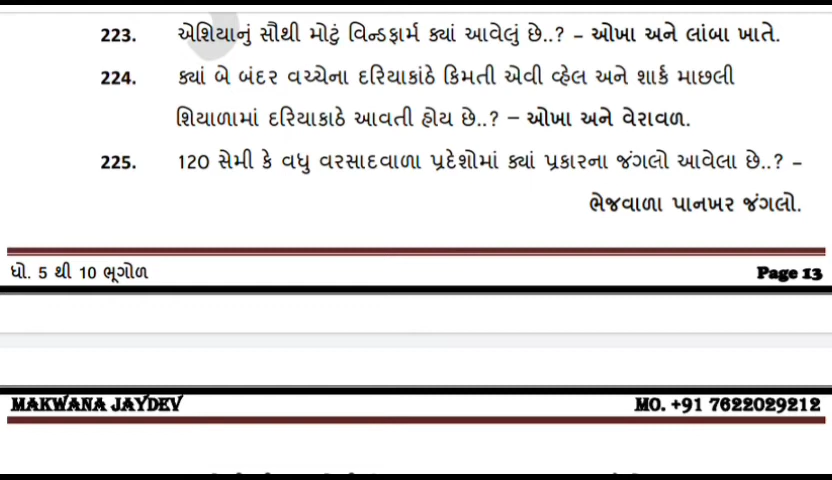 223. એશિયાનું સૌથી મોટું વિન્ડફાર્મ ક્યાં આવેલું છે..? – ઓખા અને લાંબા ખાતે.
224. ક્યાં બે બંદર વચ્ચેના દરિયાકાંઠે કિમતી એવી વ્હેલ અને શાર્ક માછલી
શિયાળામાં દરિયાકાઠે આવતી હોય છે..? – ઓખા અને વેરાવળ.
225. 120 સેમી કે વધુ વરસાદવાળા પ્રદેશોમાં ક્યાં પ્રકારના જંગલો આવેલા છે..? –
ભેજવાળા પાનખર જંગલો.
ધો. 5 થી 10 ભૂગોળ Page 13
MAKWANA JAYDEV MO. +91 7622029212